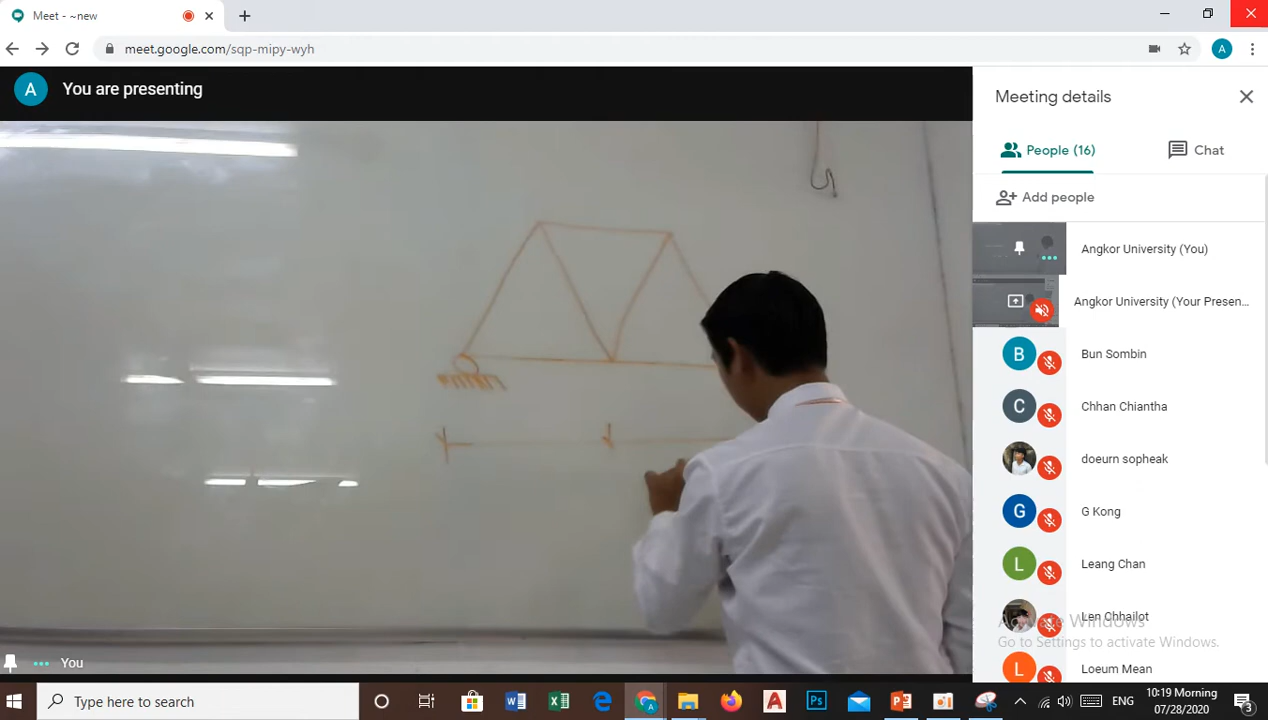 Meet - ~new
meet.google.com/sqp-mipy-wyh
A
A
You are presenting
Meeting details
People (16)
Chat
Add people
Angkor University (You)
Angkor University (Your Presen...
B
Bun Sombin
C
Chhan Chiantha
doeurn sopheak
G
G Kong
L
Leang Chan
Len Chhailot
L
Loeum Mean
Activate Windows
Go to Settings to activate Windows.
You
Type here to search
ENG
10:19 Morning
07/28/2020
3